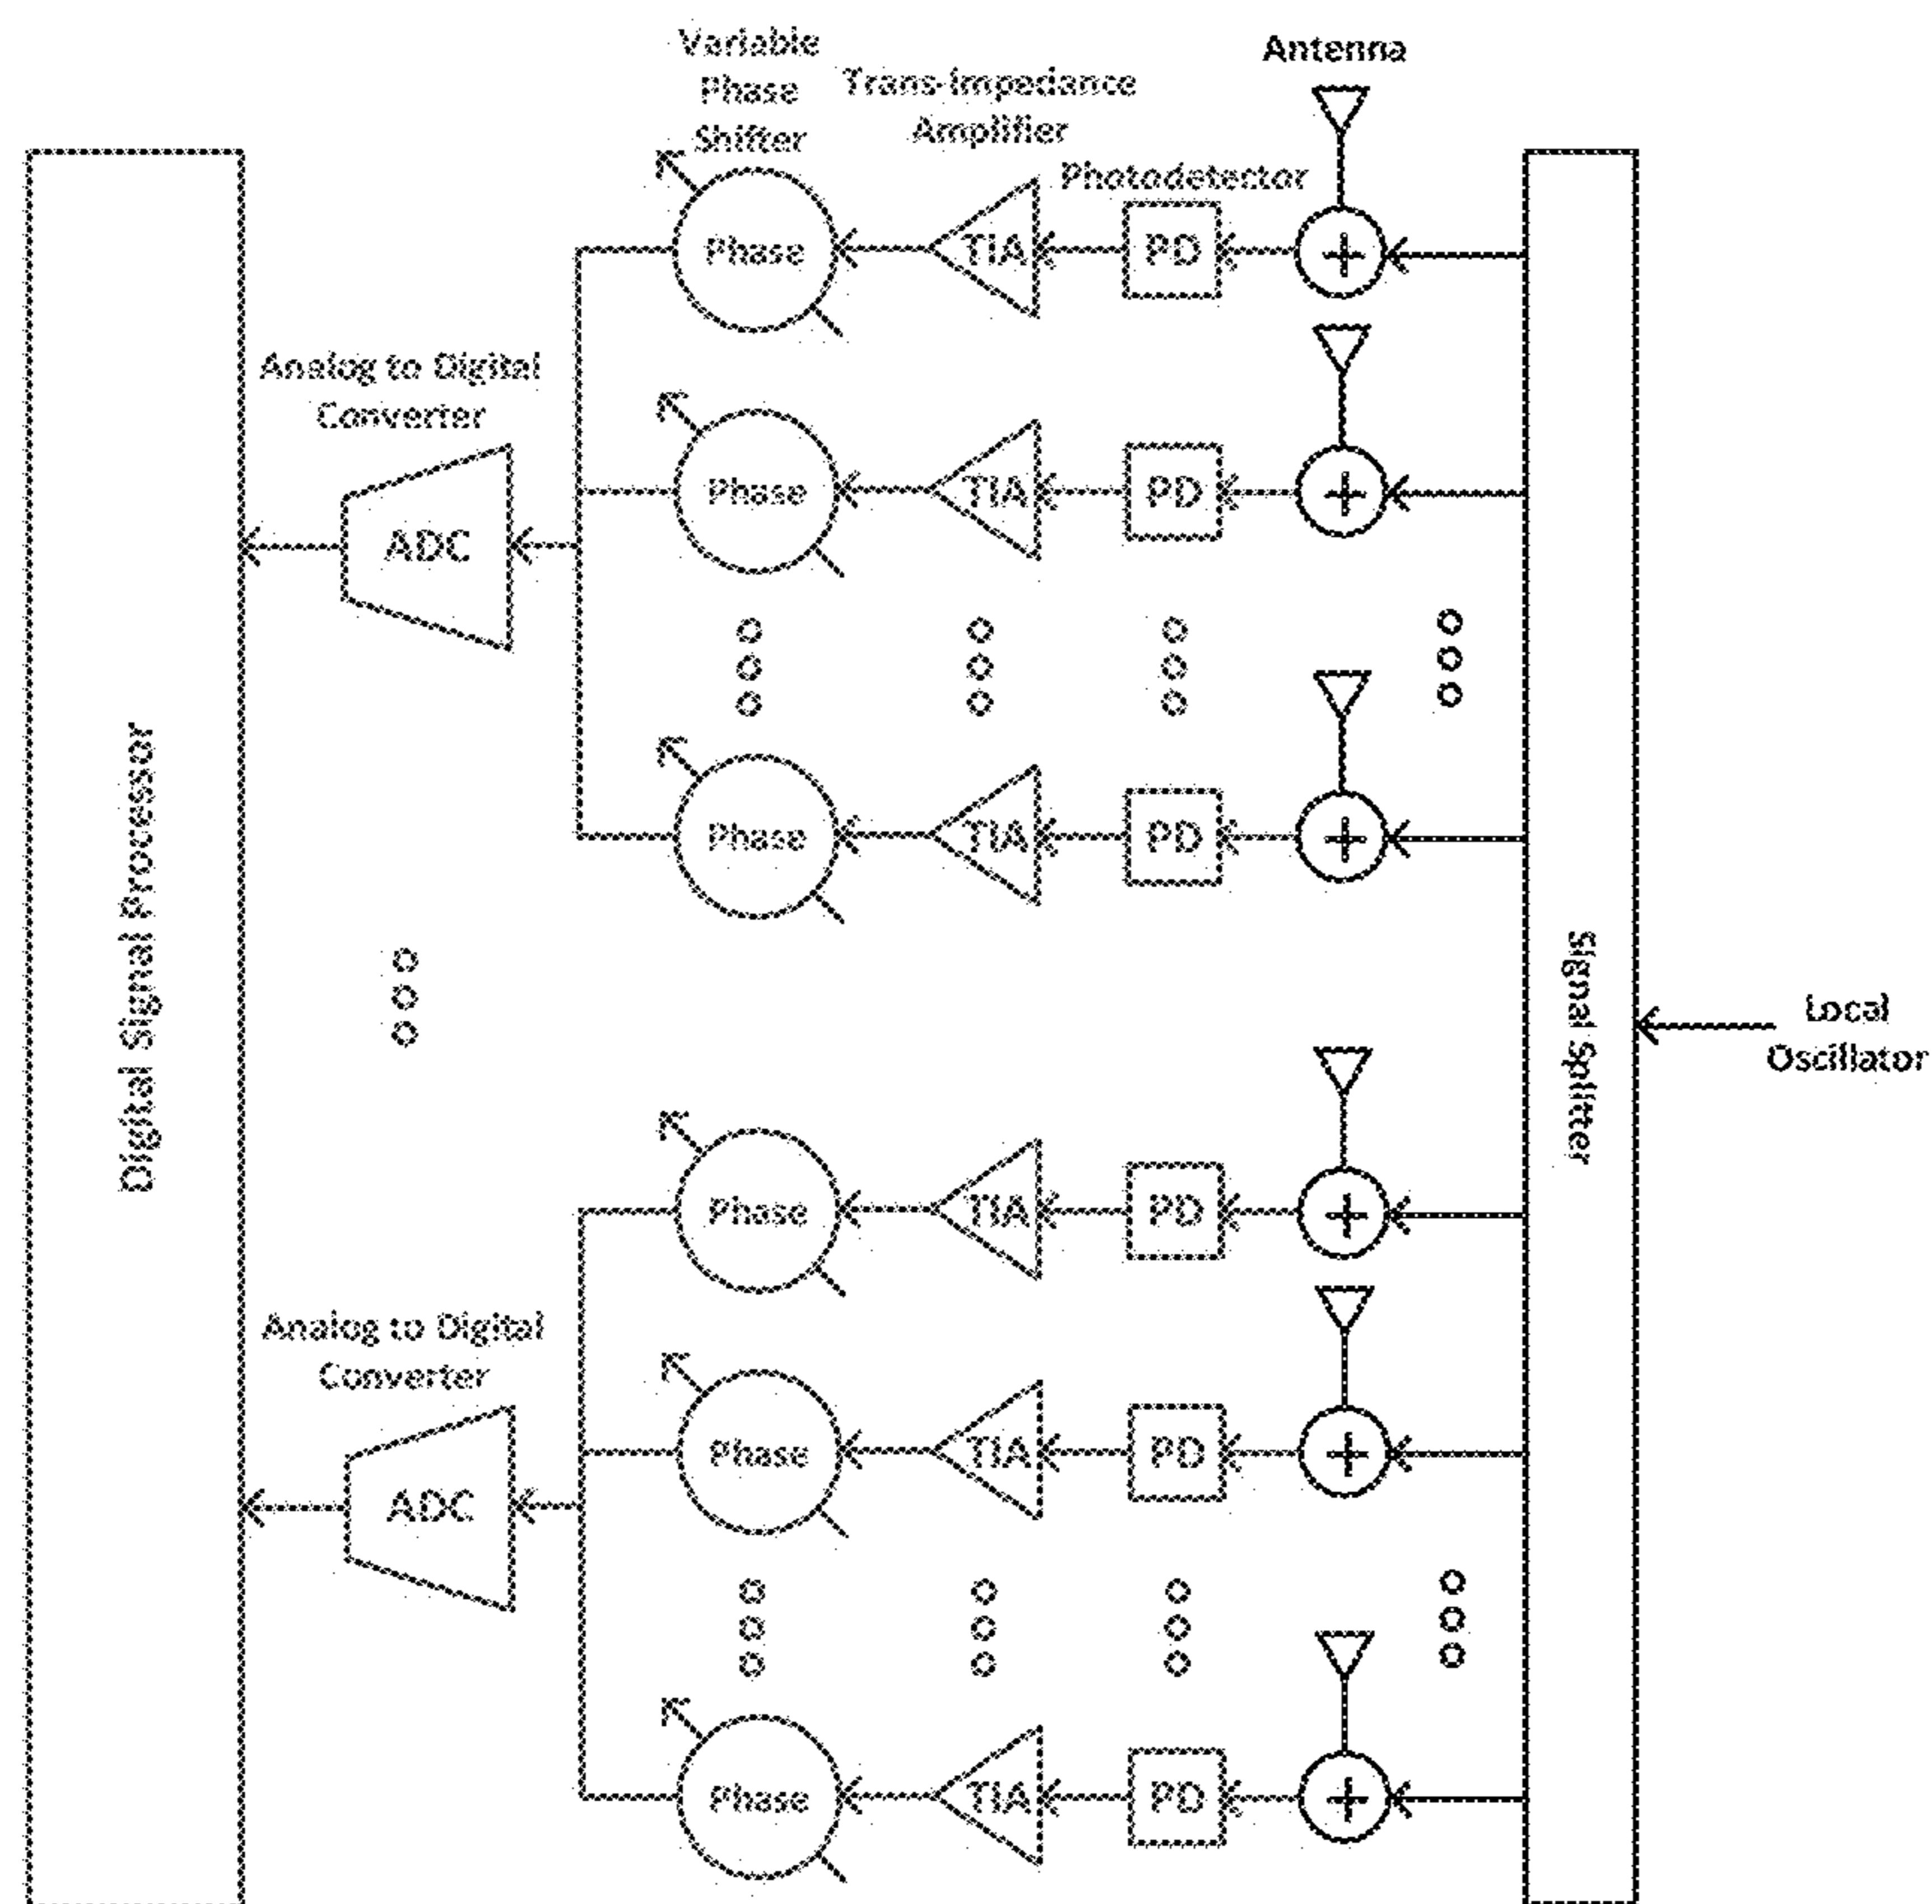 Variable
Phase
Shifter
Trans-Impedance
Amplifier
Photodetector
Antenna
Phase
TIA
PD
+
Analog to Digital
Converter
ADC
Phase
TIA
PD
+
Phase
TIA
PD
+
Digital Signal Processor
Signal Splitter
Local
Oscillator
Phase
TIA
PD
+
Analog to Digital
Converter
ADC
Phase
TIA
PD
+
Phase
TIA
PD
+